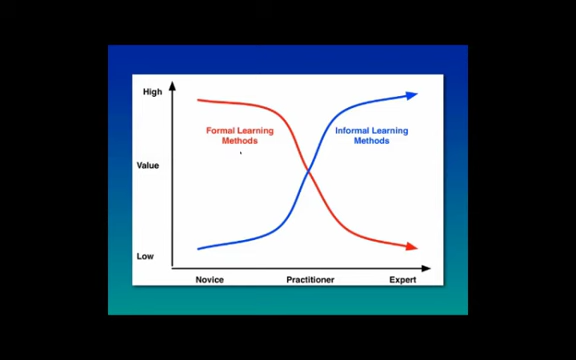 High
Formal Learning
Methods
Informal Learning
Methods
Value
Low
Novice
Practitioner
Expert